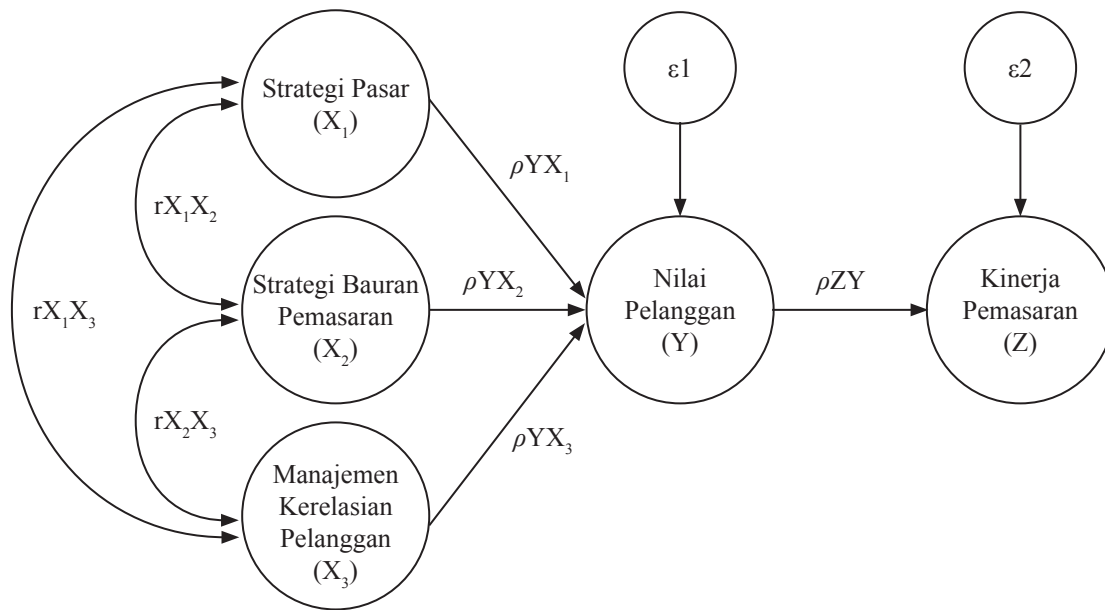 Strategi Pasar
(X₁)
ε1
ε2
ρYX₁
rX₁X₂
Strategi Bauran
Pemasaran
(X₂)
ρYX₂
Nilai
Pelanggan
(Y)
ρZY
Kinerja
Pemasaran
(Z)
rX₁X₃
rX₂X₃
ρYX₃
Manajemen
Kerelasian
Pelanggan
(X₃)